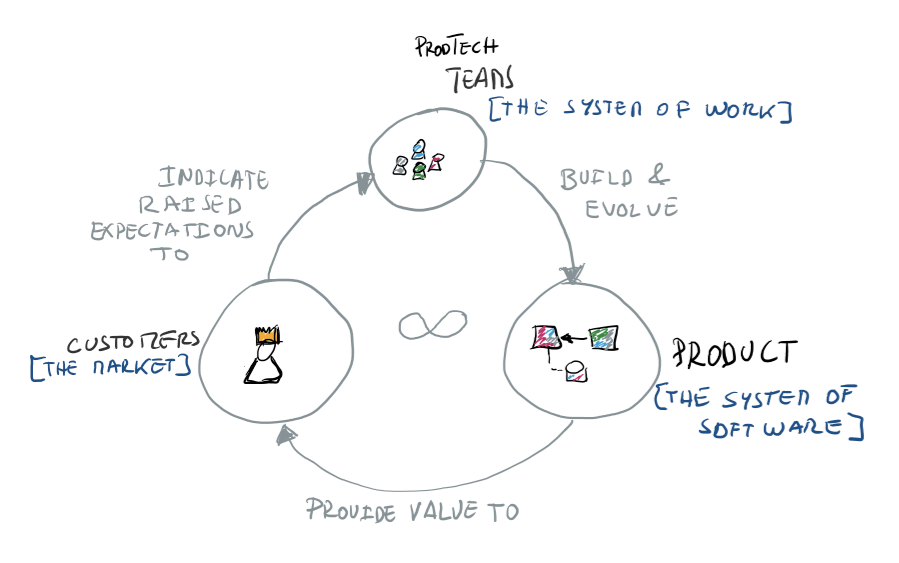 PRODTECH
TEAMS
[THE SYSTEM OF WORK]
INDICATE
RAISED
EXPECTATIONS
TO
BUILD &
EVOLVE
CUSTOMERS
[THE MARKET]
PRODUCT
[THE SYSTEM OF
SOFTWARE]
PROVIDE VALUE TO